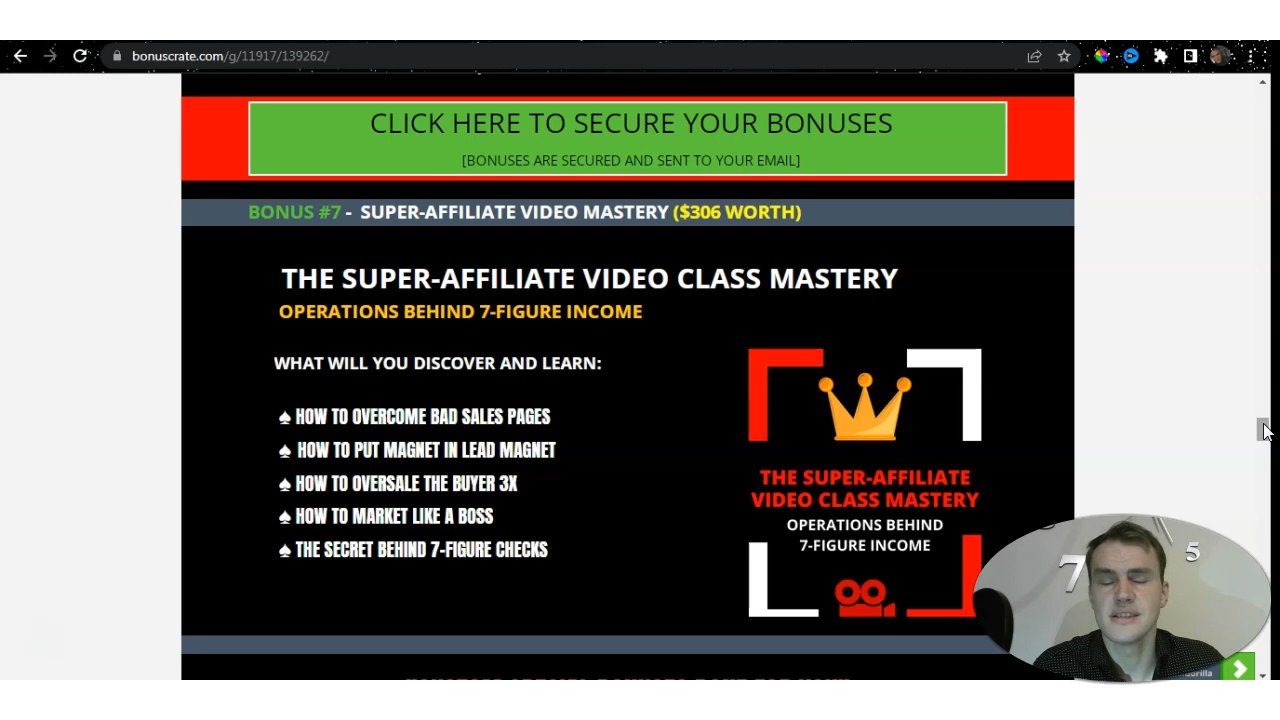 bonuscrate.com/g/11917/139262/
CLICK HERE TO SECURE YOUR BONUSES
[BONUSES ARE SECURED AND SENT TO YOUR EMAIL]
BONUS #7 - SUPER-AFFILIATE VIDEO MASTERY ($306 WORTH)
THE SUPER-AFFILIATE VIDEO CLASS MASTERY
OPERATIONS BEHIND 7-FIGURE INCOME
WHAT WILL YOU DISCOVER AND LEARN:
♠ HOW TO OVERCOME BAD SALES PAGES
♠ HOW TO PUT MAGNET IN LEAD MAGNET
♠ HOW TO OVERSALE THE BUYER 3X
♠ HOW TO MARKET LIKE A BOSS
♠ THE SECRET BEHIND 7-FIGURE CHECKS
THE SUPER-AFFILIATE
VIDEO CLASS MASTERY
OPERATIONS BEHIND
7-FIGURE INCOME
7 5